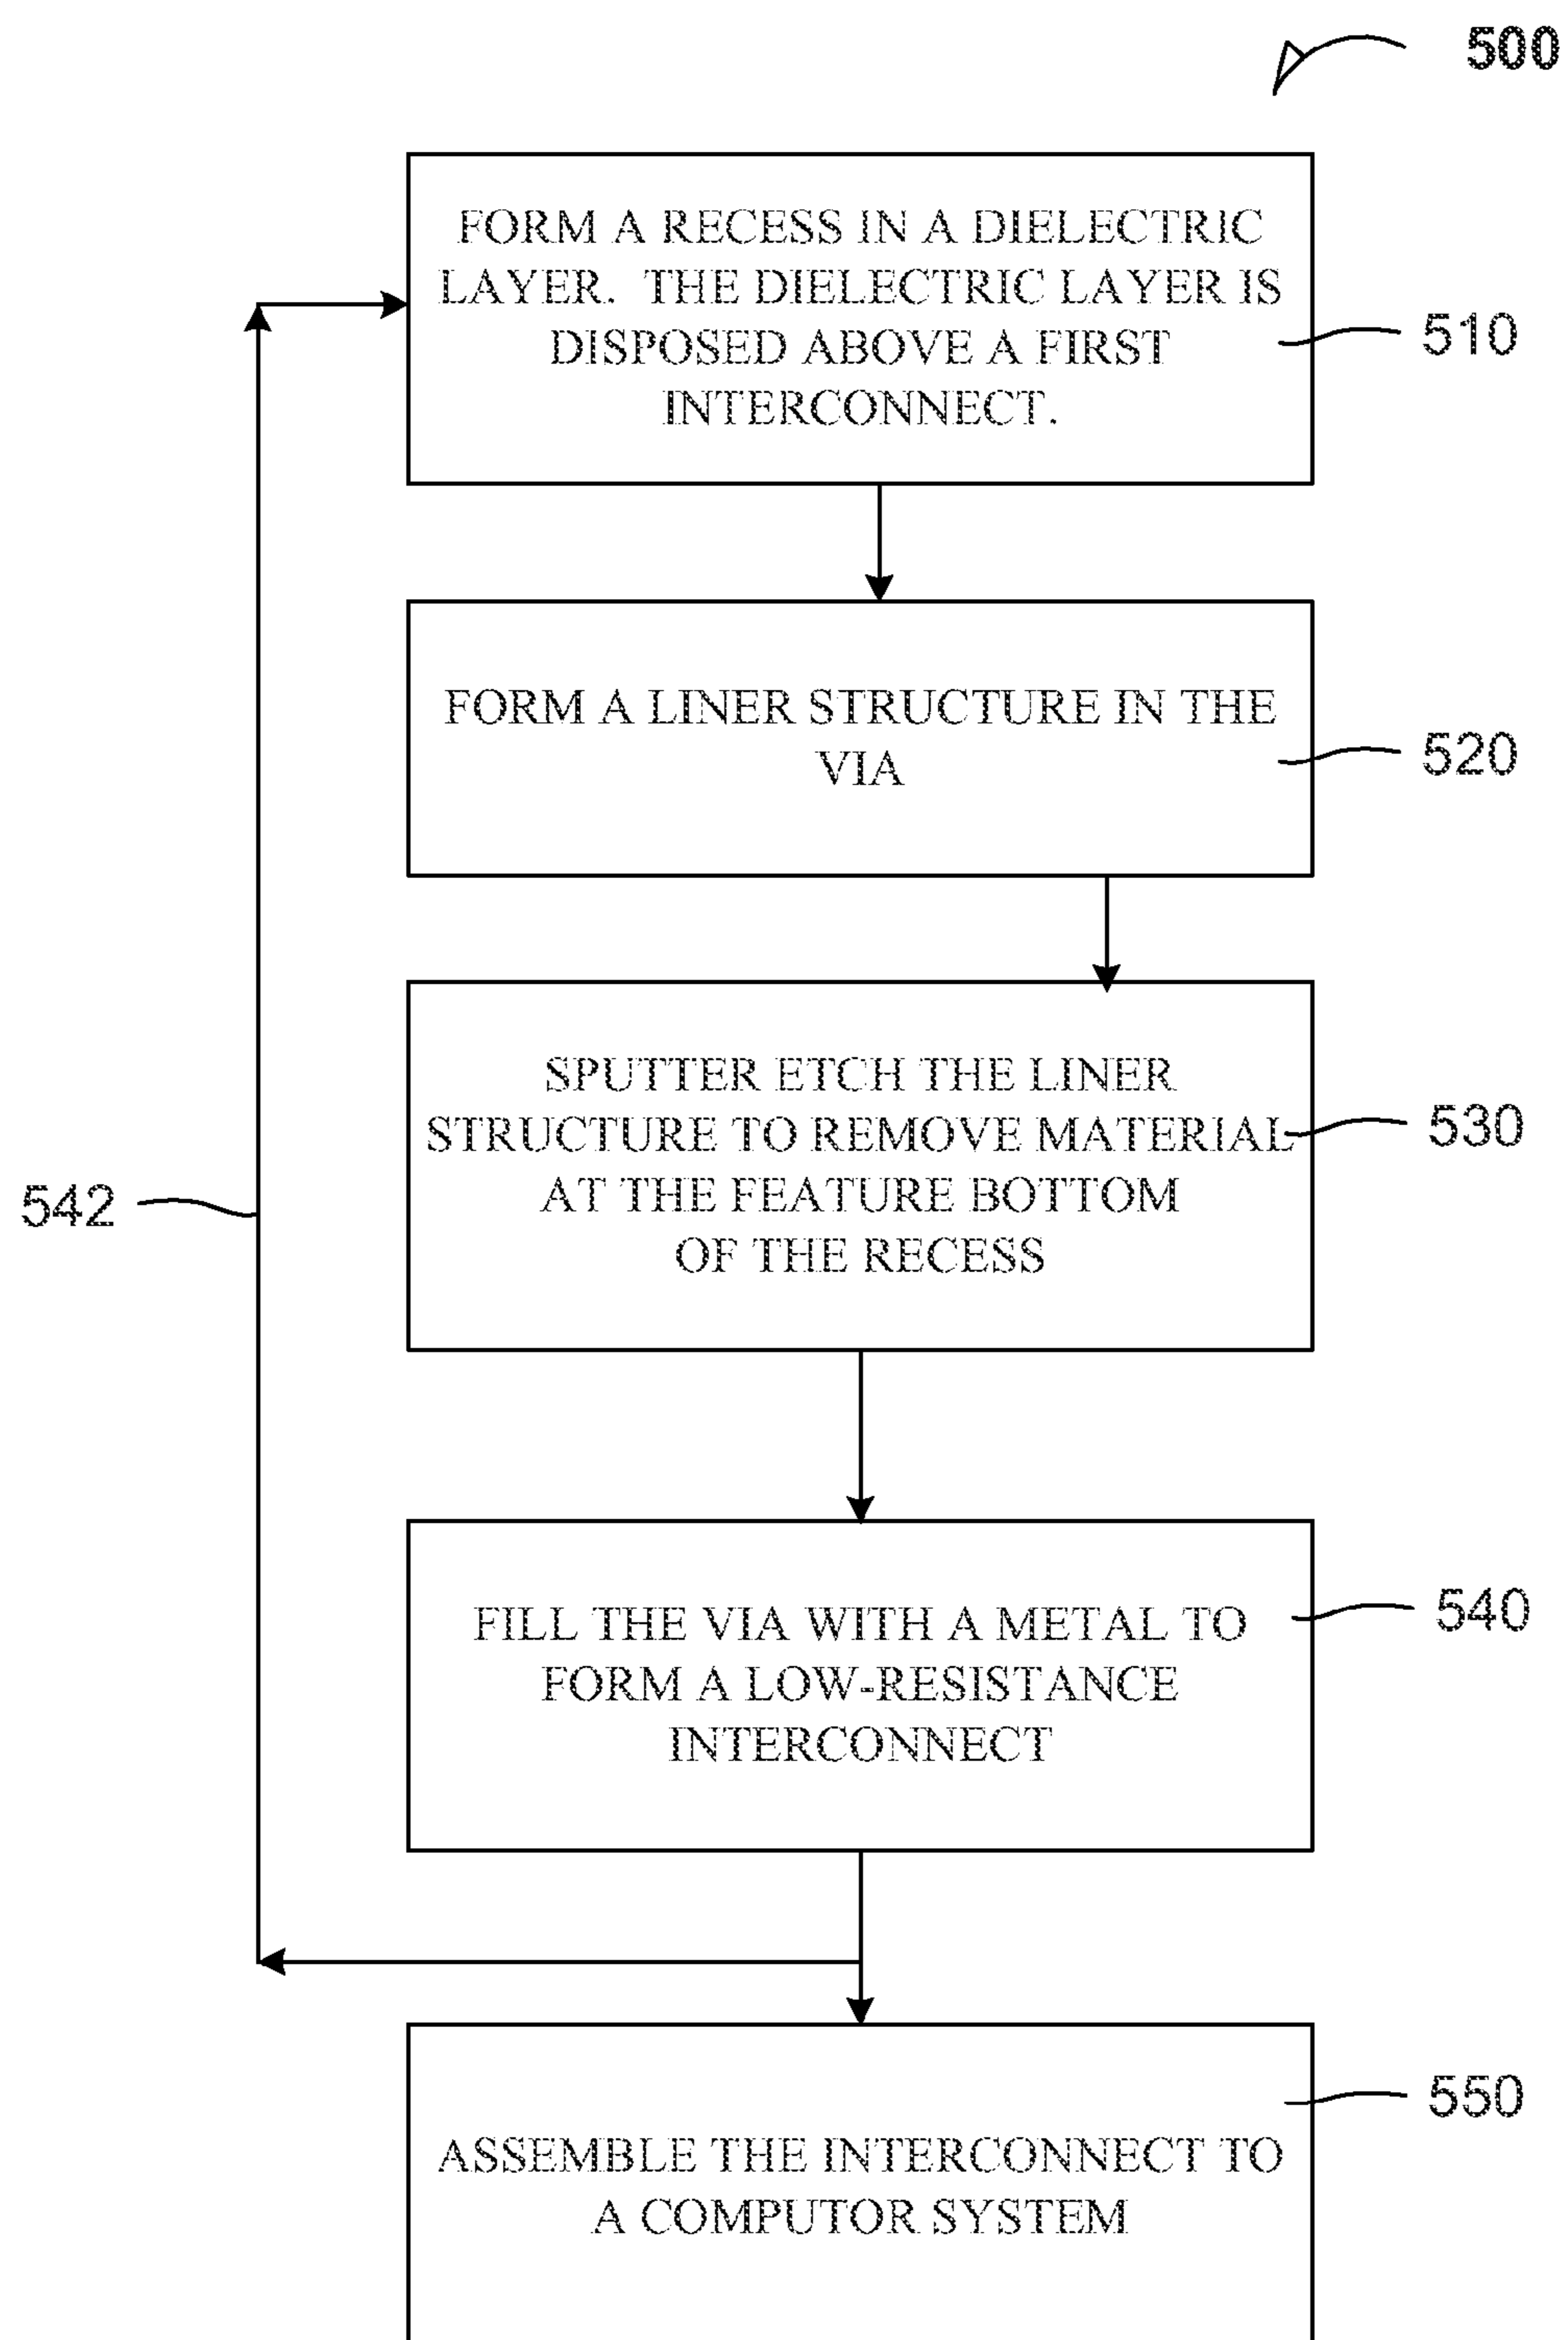 500
FORM A RECESS IN A DIELECTRIC
LAYER. THE DIELECTRIC LAYER IS
DISPOSED ABOVE A FIRST
INTERCONNECT.
510
FORM A LINER STRUCTURE IN THE
VIA
520
SPUTTER ETCH THE LINER
STRUCTURE TO REMOVE MATERIAL
AT THE FEATURE BOTTOM
OF THE RECESS
530
542
FILL THE VIA WITH A METAL TO
FORM A LOW-RESISTANCE
INTERCONNECT
540
ASSEMBLE THE INTERCONNECT TO
A COMPUTOR SYSTEM
550